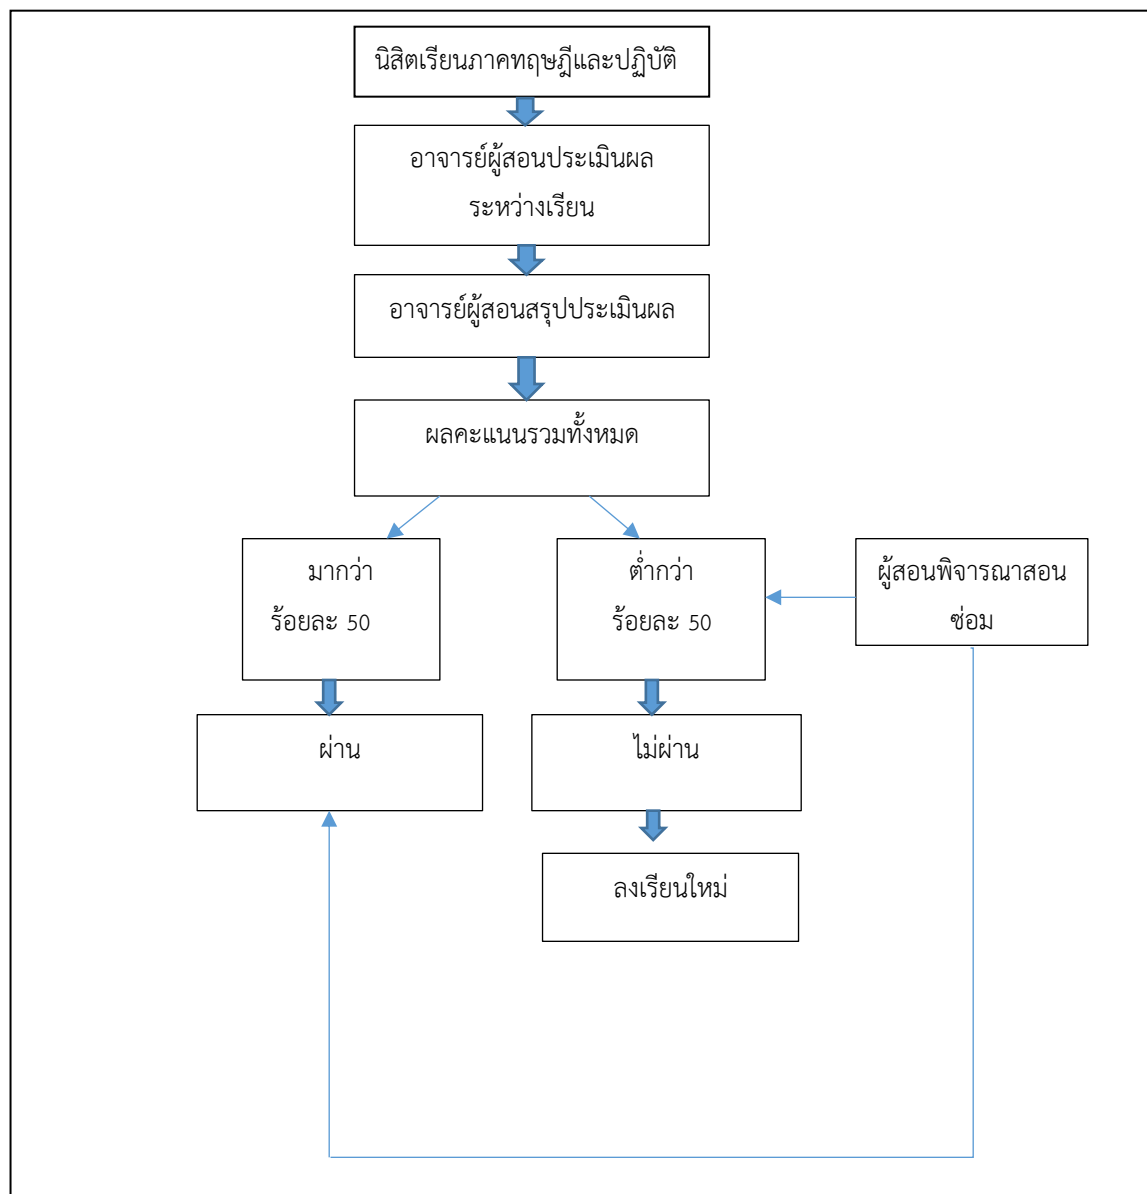 นิสิตเรียนภาคทฤษฎีและปฏิบัติ
อาจารย์ผู้สอนประเมินผล
ระหว่างเรียน
อาจารย์ผู้สอนสรุปประเมินผล
ผลคะแนนรวมทั้งหมด
มากว่า
ร้อยละ 50
ต่ำกว่า
ร้อยละ 50
ผู้สอนพิจารณาสอน
ซ่อม
ผ่าน
ไม่ผ่าน
ลงเรียนใหม่